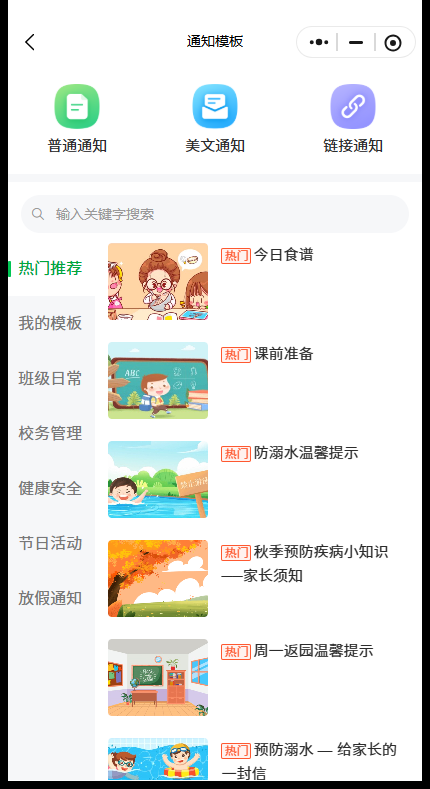 通知模板
普通通知
美文通知
链接通知
输入关键字搜索
热门推荐
我的模板
班级日常
校务管理
健康安全
节日活动
放假通知
热门 今日食谱
ABC
热门 课前准备
禁止游泳
热门 防溺水温馨提示
热门 秋季预防疾病小知识
——家长须知
热门 周一返园温馨提示
热门 预防溺水 — 给家长的
一封信